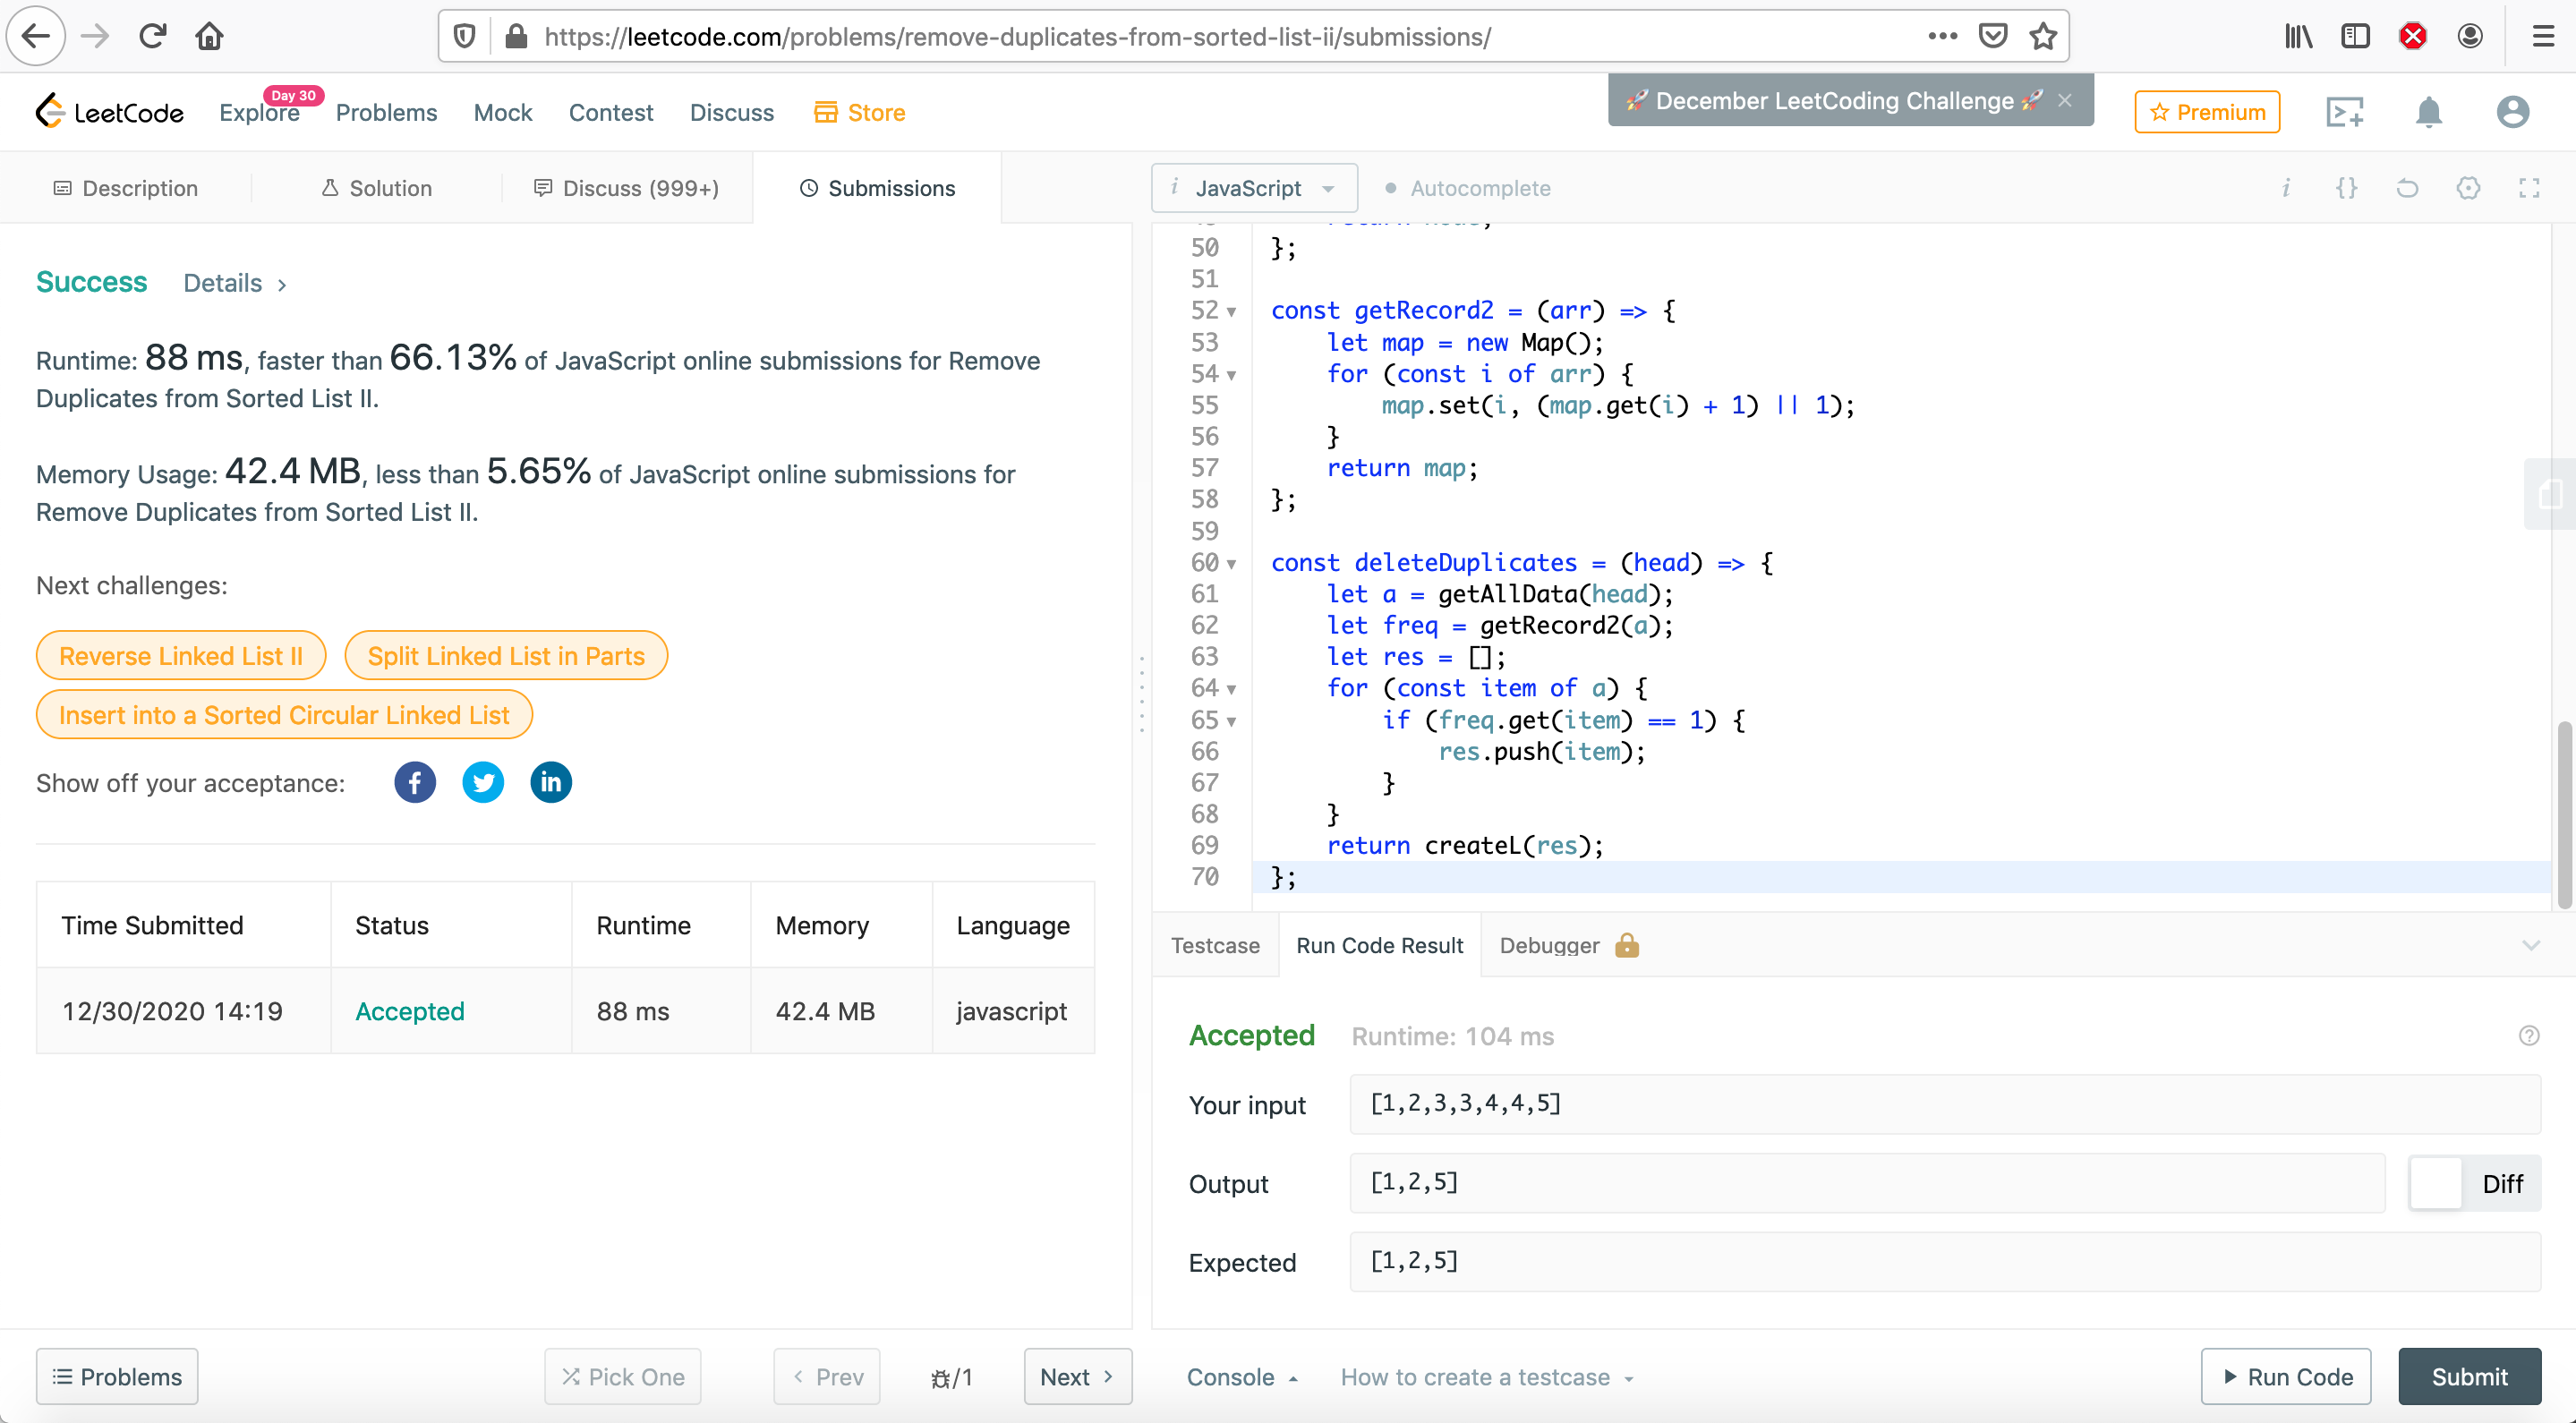 https://leetcode.com/problems/remove-duplicates-from-sorted-list-ii/submissions/
LeetCode
Explore
Day 30
Problems
Mock
Contest
Discuss
Store
🚀 December LeetCoding Challenge 🚀 ×
Premium
Description
Solution
Discuss (999+)
Submissions
i JavaScript
Autocomplete
Success Details >
Runtime: 88 ms, faster than 66.13% of JavaScript online submissions for Remove
Duplicates from Sorted List II.
Memory Usage: 42.4 MB, less than 5.65% of JavaScript online submissions for
Remove Duplicates from Sorted List II.
Next challenges:
Reverse Linked List II
Split Linked List in Parts
Insert into a Sorted Circular Linked List
Show off your acceptance:
Time Submitted Status Runtime Memory Language
12/30/2020 14:19 Accepted 88 ms 42.4 MB javascript
50 };
51
52 const getRecord2 = (arr) => {
53 let map = new Map();
54 for (const i of arr) {
55 map.set(i, (map.get(i) + 1) || 1);
56 }
57 return map;
58 };
59
60 const deleteDuplicates = (head) => {
61 let a = getAllData(head);
62 let freq = getRecord2(a);
63 let res = [];
64 for (const item of a) {
65 if (freq.get(item) == 1) {
66 res.push(item);
67 }
68 }
69 return createL(res);
70 };
Testcase
Run Code Result
Debugger
Accepted Runtime: 104 ms
Your input [1,2,3,3,4,4,5]
Output [1,2,5]
Diff
Expected [1,2,5]
Problems
Pick One
< Prev
/1
Next >
Console
How to create a testcase
Run Code
Submit